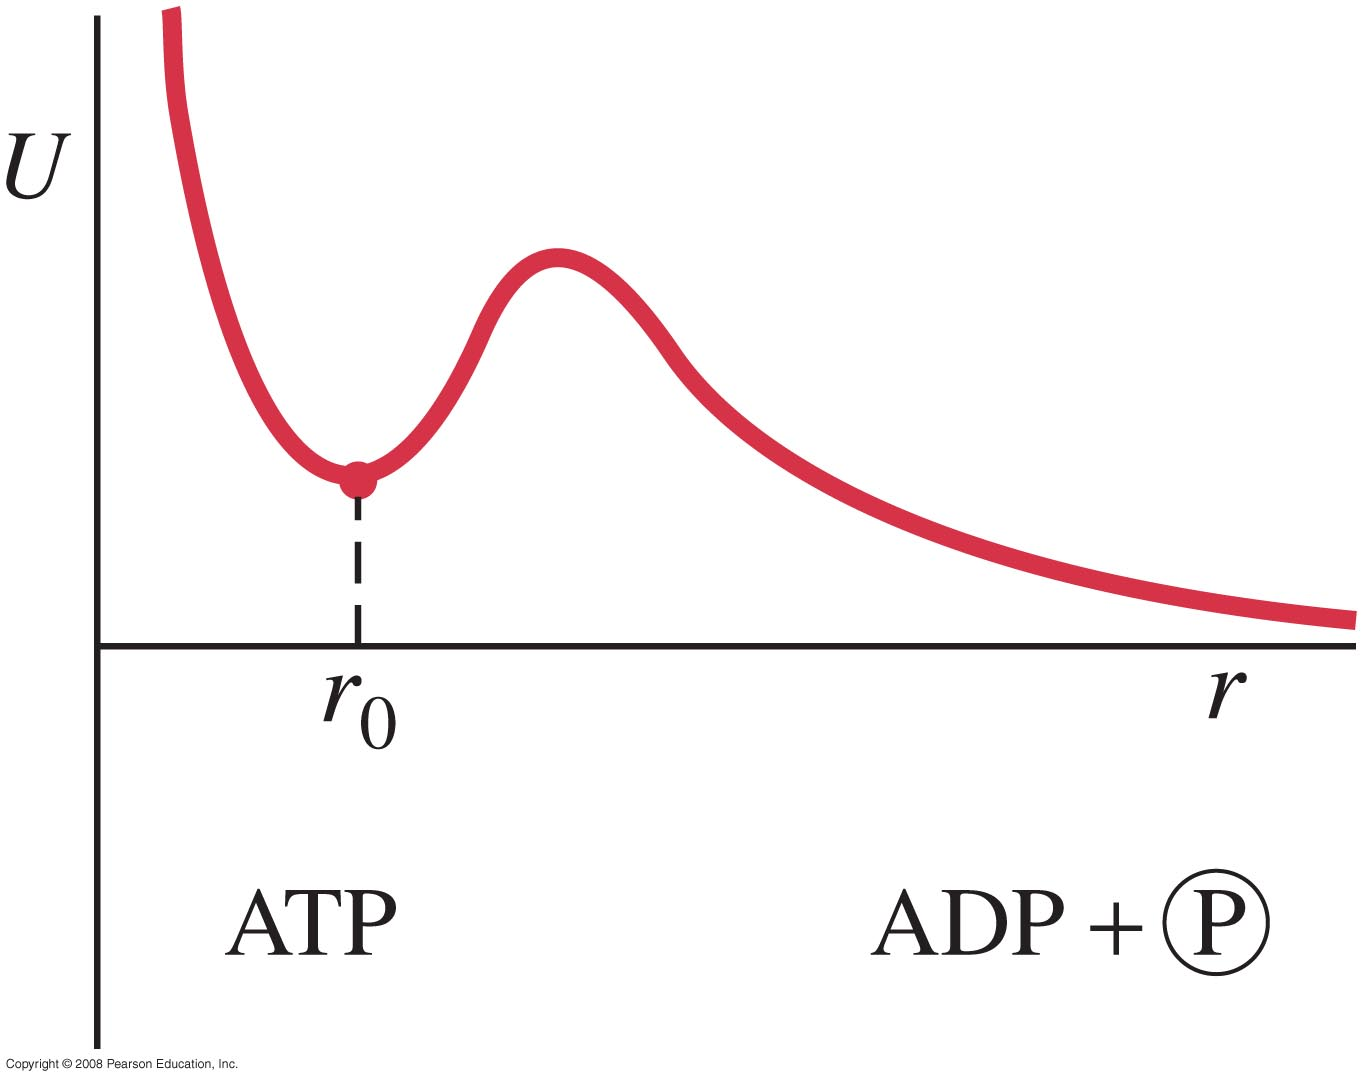 U
r0
r
ATP
ADP + P
Copyright © 2008 Pearson Education, Inc.